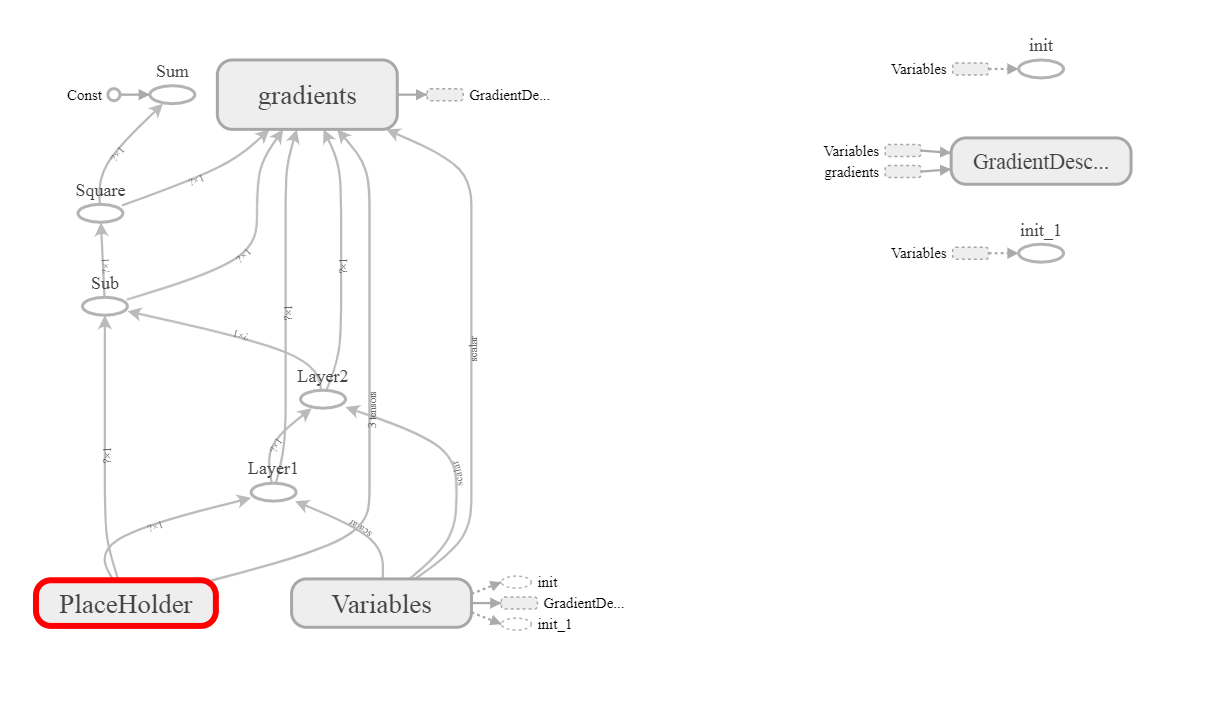 init
Variables
Sum
Const
gradients
GradientDe...
Variables
gradients
GradientDesc...
?×1
?×1
Square
init_1
Variables
?×1
?×1
?×1
Sub
?×1
?×1
scalar
Layer2
3 tensors
?×1
?×1
scalar
Layer1
?×1
scalar
PlaceHolder
Variables
init
GradientDe...
init_1